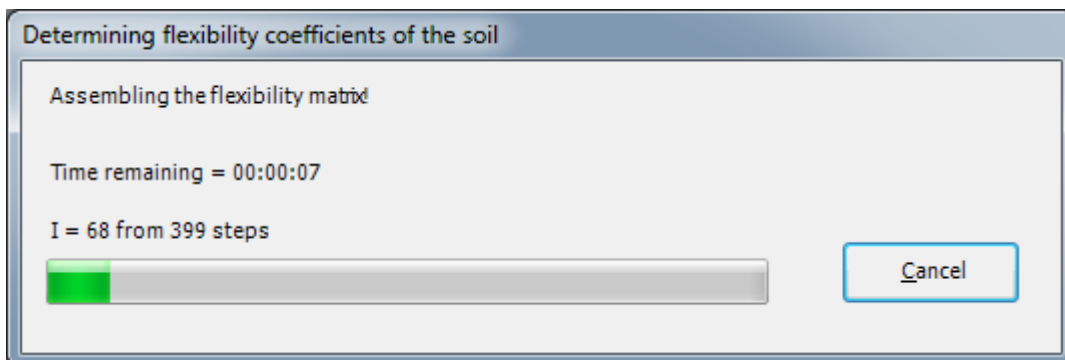 Determining flexibility coefficients of the soil
Assembling the flexibility matrix!
Time remaining = 00:00:07
I = 68 from 399 steps
Cancel